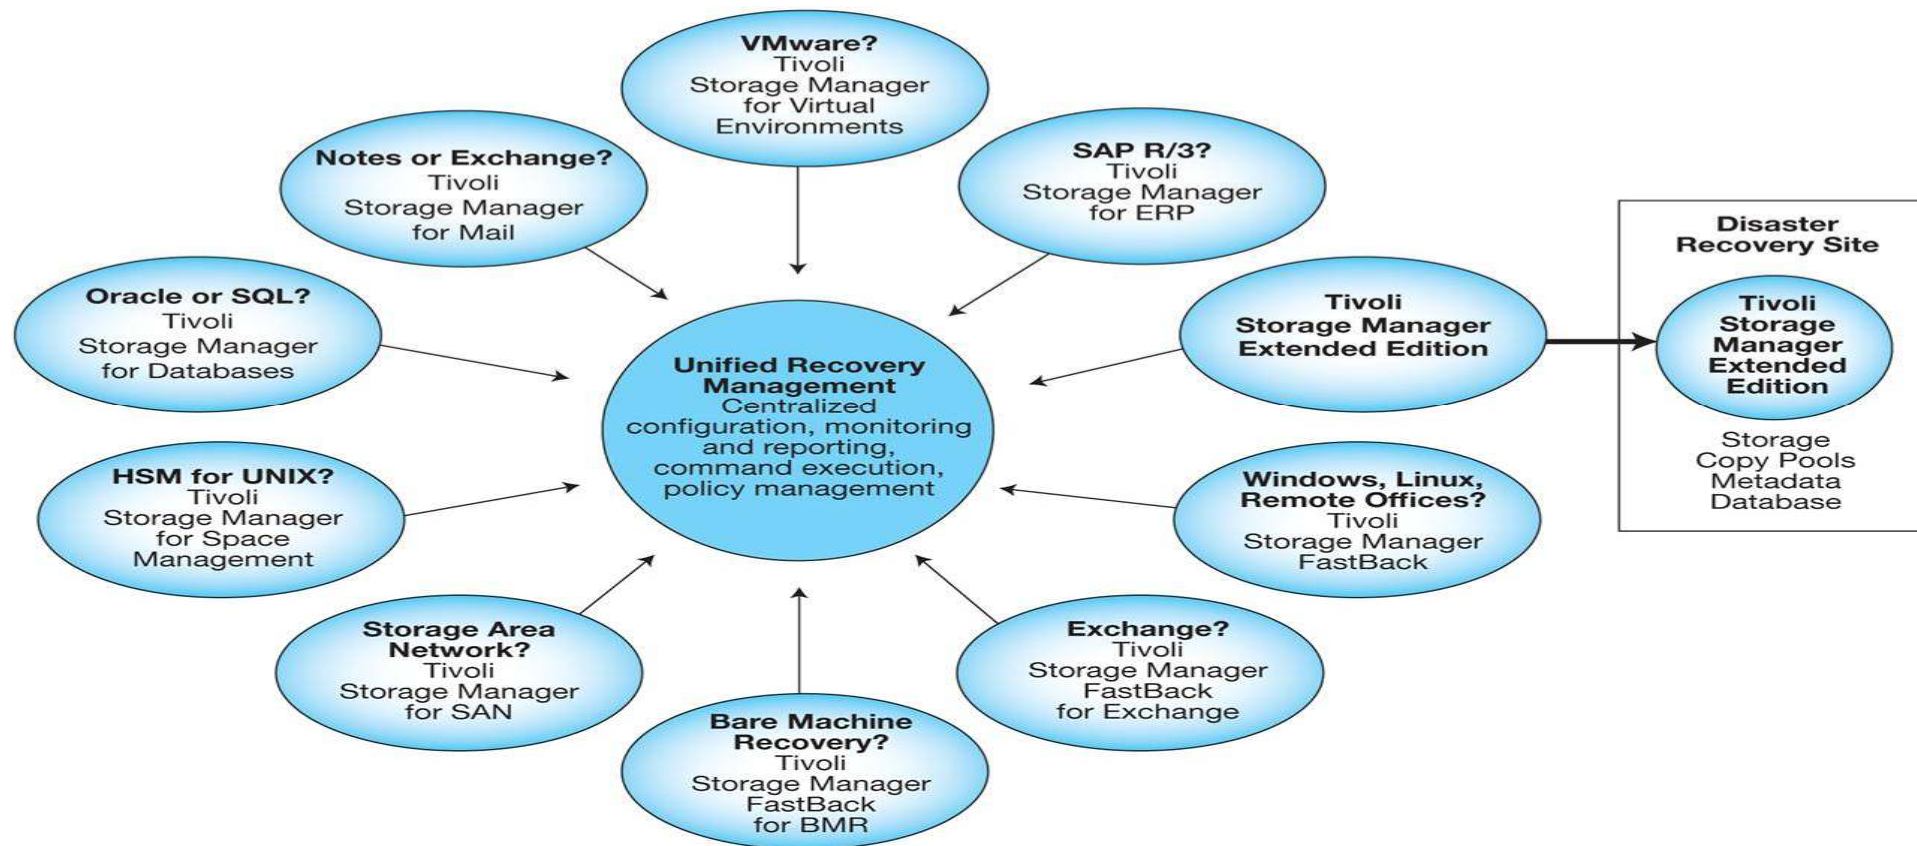 VMware?
Tivoli
Storage Manager
for Virtual
Environments
Notes or Exchange?
Tivoli
Storage Manager
for Mail
SAP R/3?
Tivoli
Storage Manager
for ERP
Oracle or SQL?
Tivoli
Storage Manager
for Databases
Tivoli
Storage Manager
Extended Edition
Disaster
Recovery Site
Tivoli
Storage
Manager
Extended
Edition
Storage
Copy Pools
Metadata
Database
Unified Recovery
Management
Centralized
configuration, monitoring
and reporting,
command execution,
policy management
HSM for UNIX?
Tivoli
Storage Manager
for Space
Management
Windows, Linux,
Remote Offices?
Tivoli
Storage Manager
FastBack
Storage Area
Network?
Tivoli
Storage Manager
for SAN
Exchange?
Tivoli
Storage Manager
FastBack
for Exchange
Bare Machine
Recovery?
Tivoli
Storage Manager
FastBack
for BMR